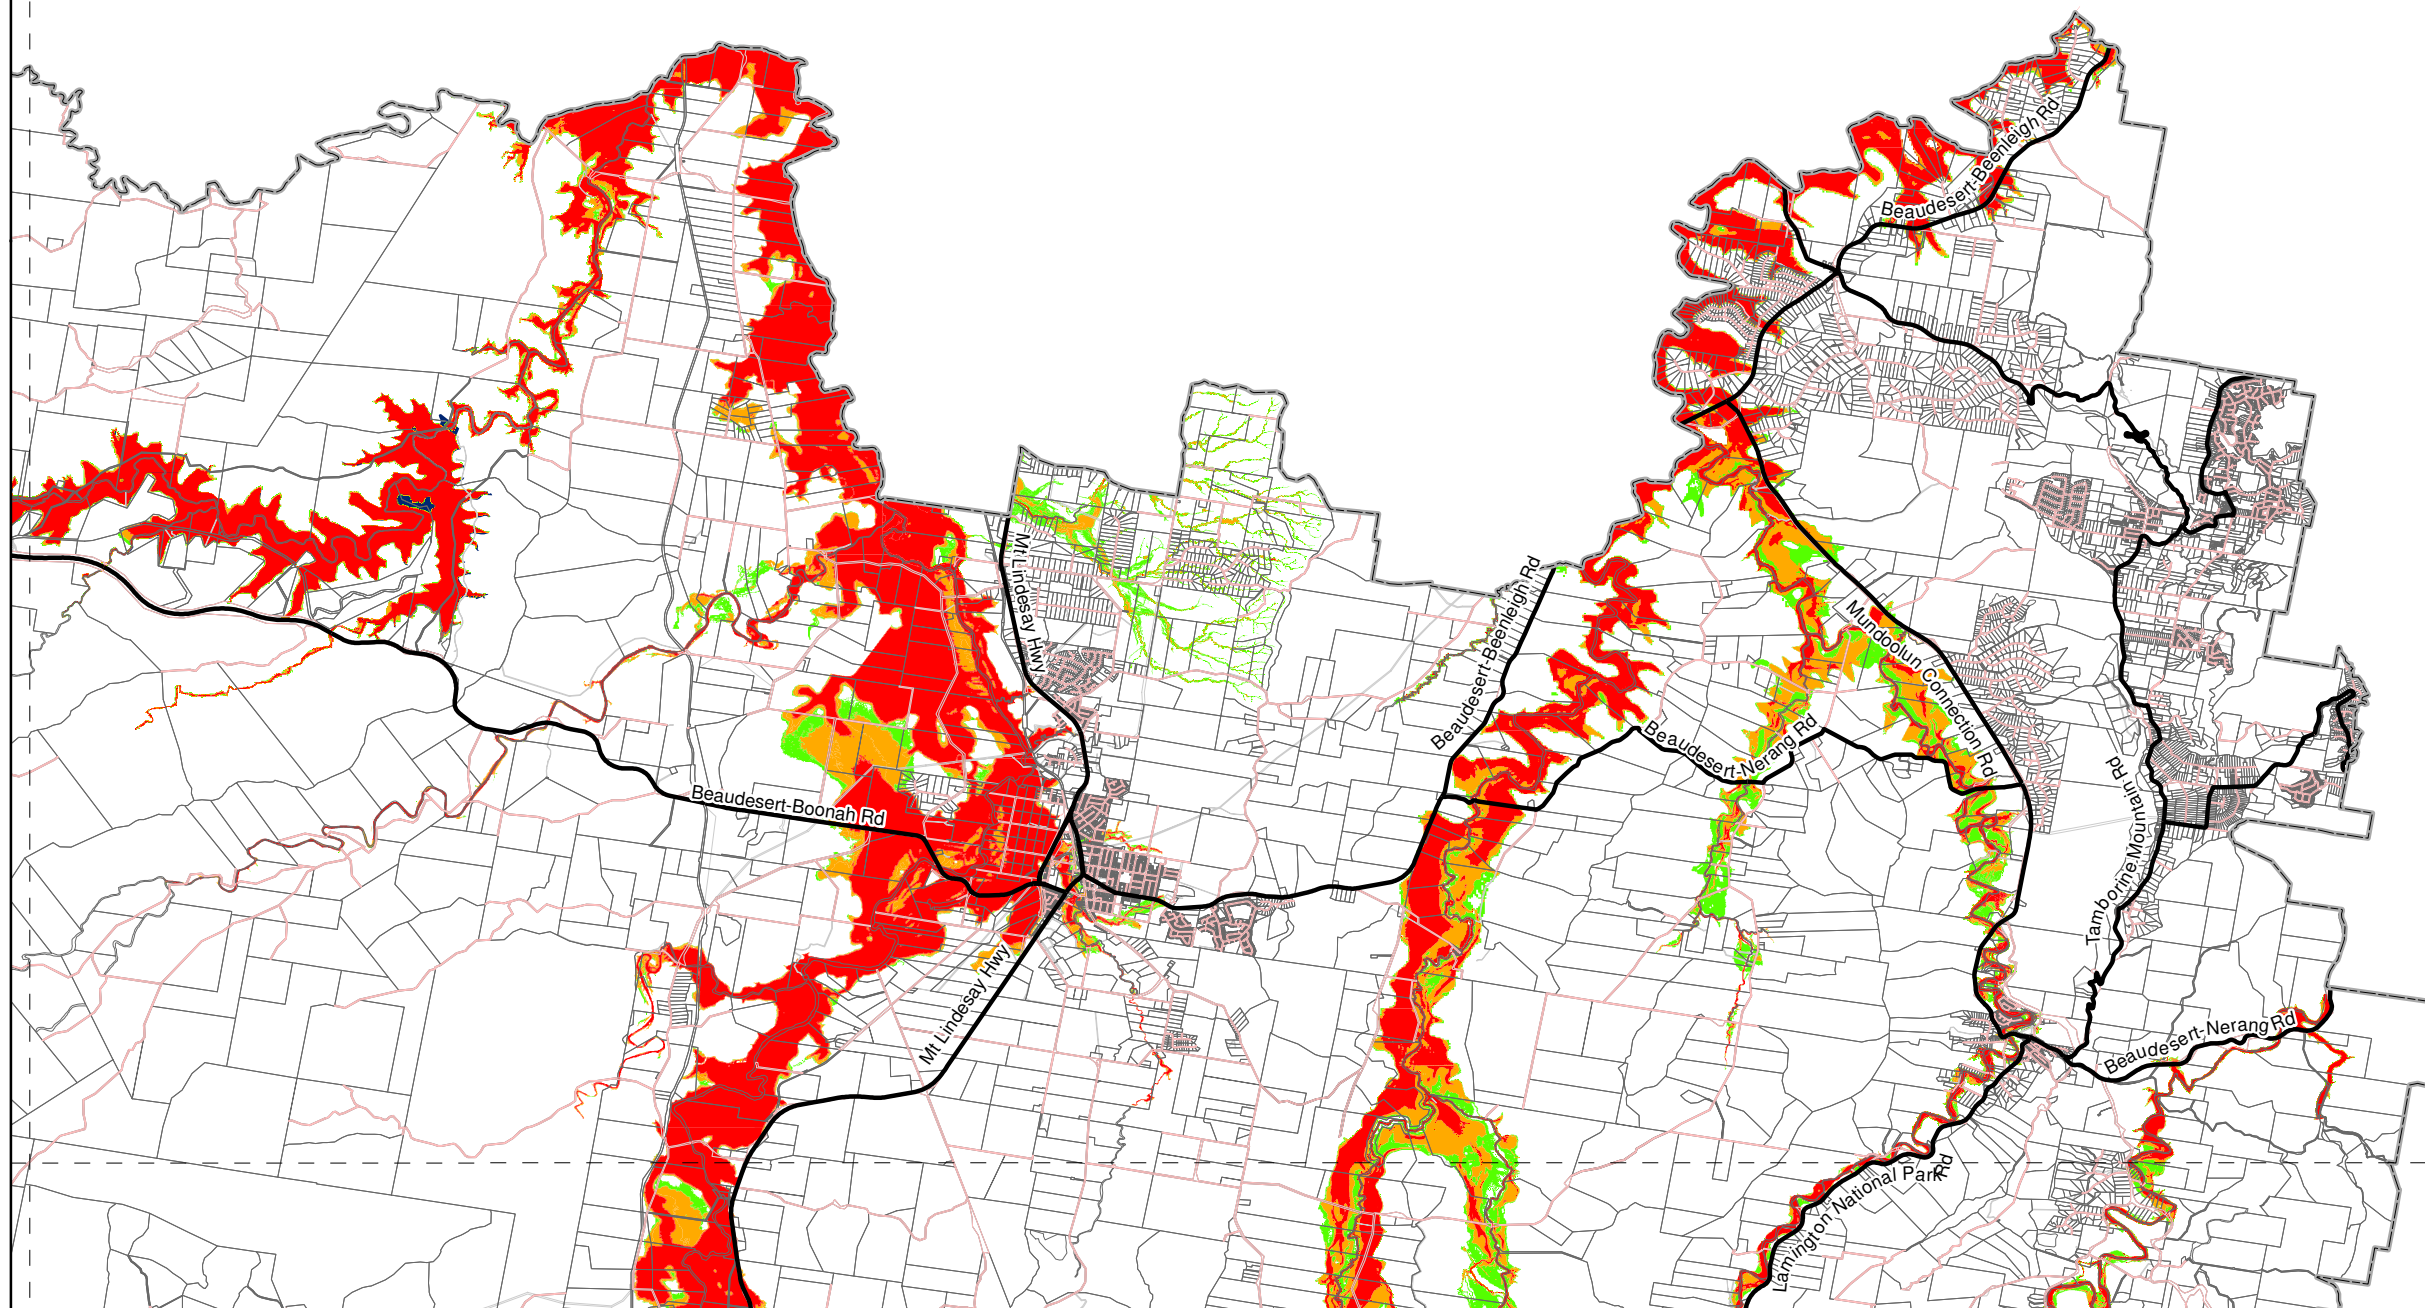 Beaudesert-Beenleigh Rd
Mt Lindesay Hwy
Beaudesert-Beenleigh Rd
Mundoolun Connection Rd
Beaudesert-Nerang Rd
Beaudesert-Boonah Rd
Tamborine Mountain Rd
Mt Lindesay Hwy
Beaudesert-Nerang Rd
Lamington National Park Rd